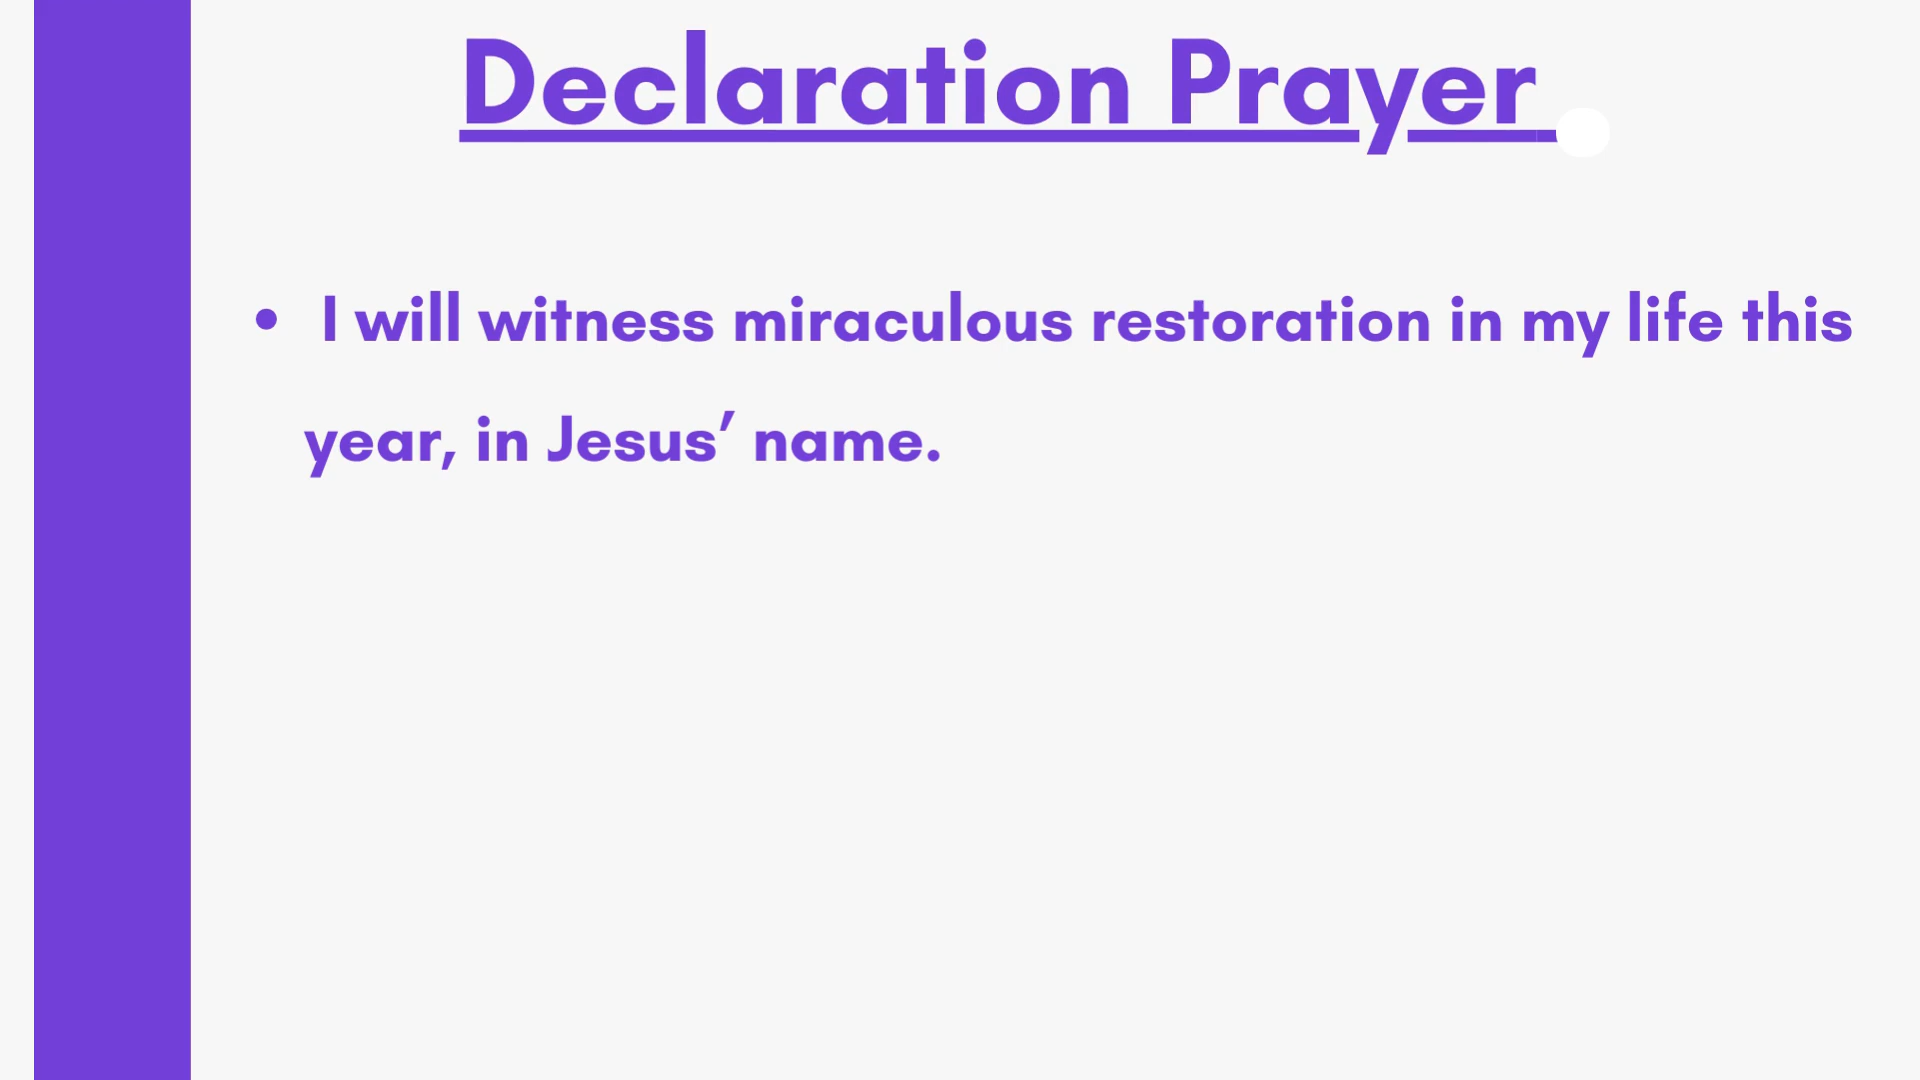 Declaration Prayer
• I will witness miraculous restoration in my life this
year, in Jesus’ name.